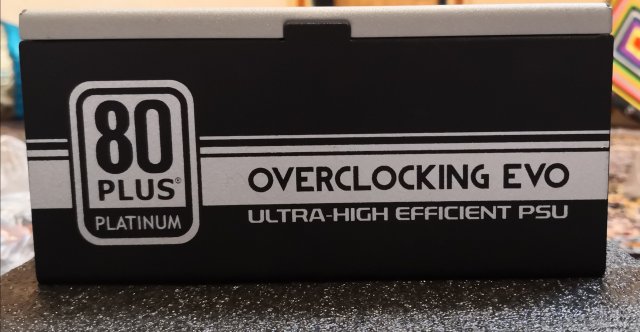 80
PLUS®
PLATINUM
OVERCLOCKING EVO
ULTRA-HIGH EFFICIENT PSU